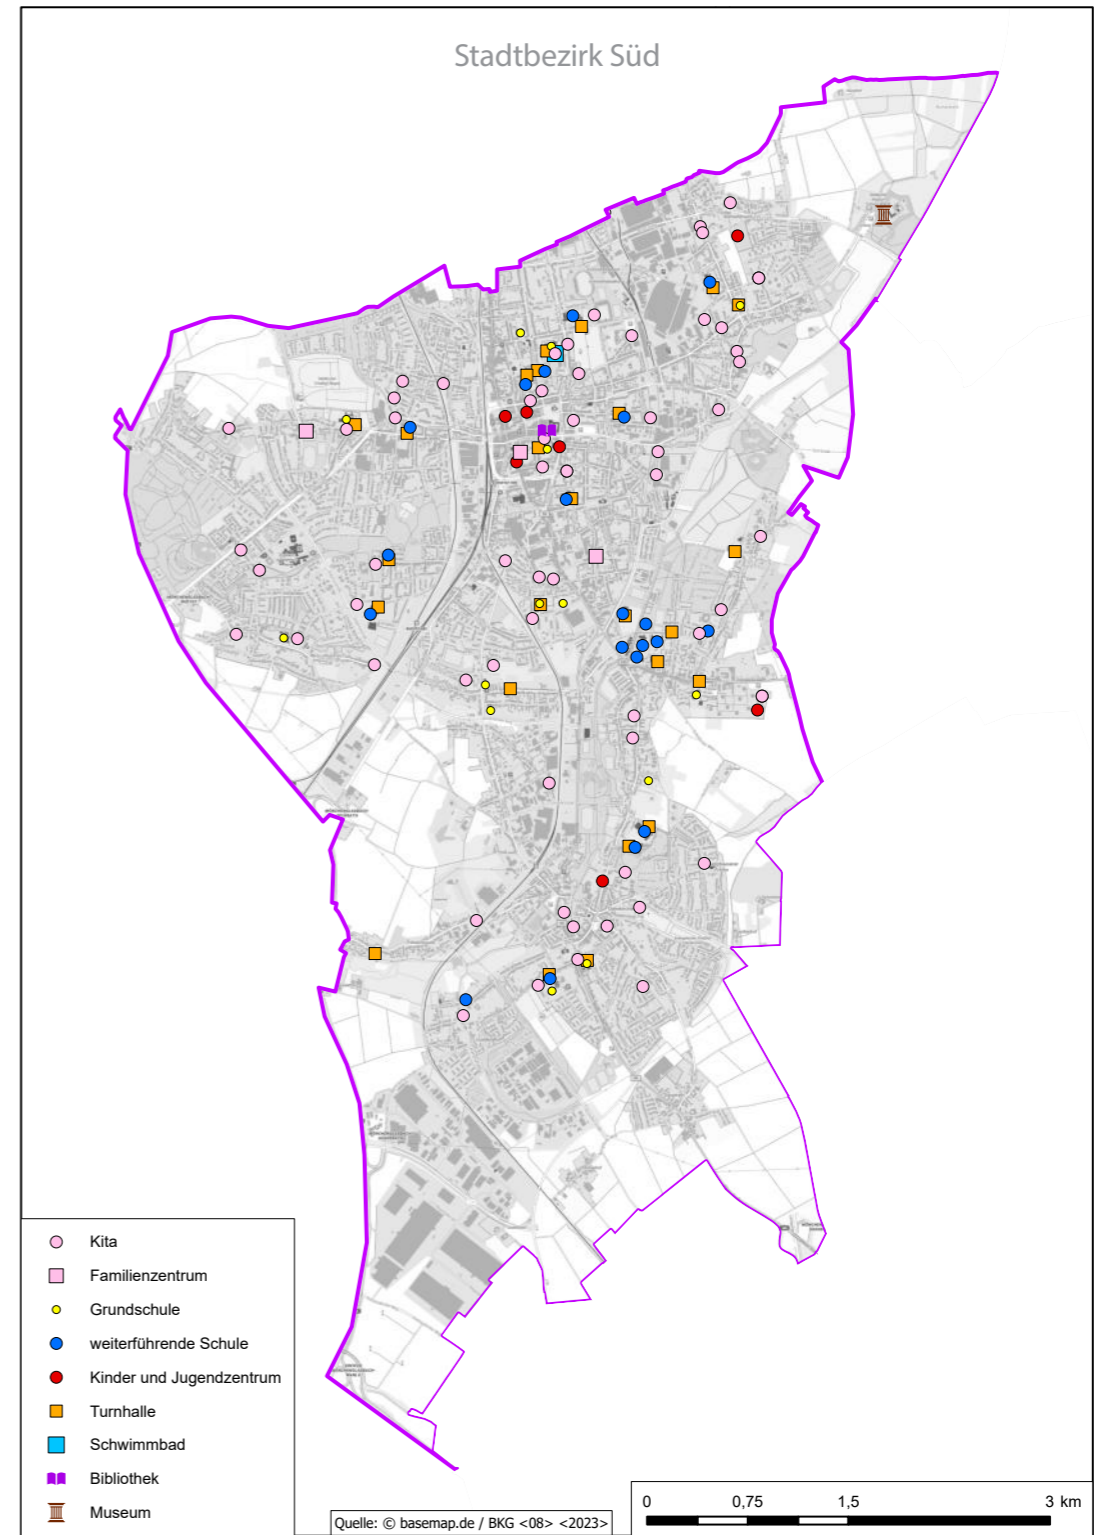 Stadtbezirk Süd
Kita
Familienzentrum
Grundschule
weiterführende Schule
Kinder und Jugendzentrum
Turnhalle
Schwimmbad
Bibliothek
Museum
Quelle: © basemap.de / BKG <08> <2023>
0 0,75 1,5 3 km